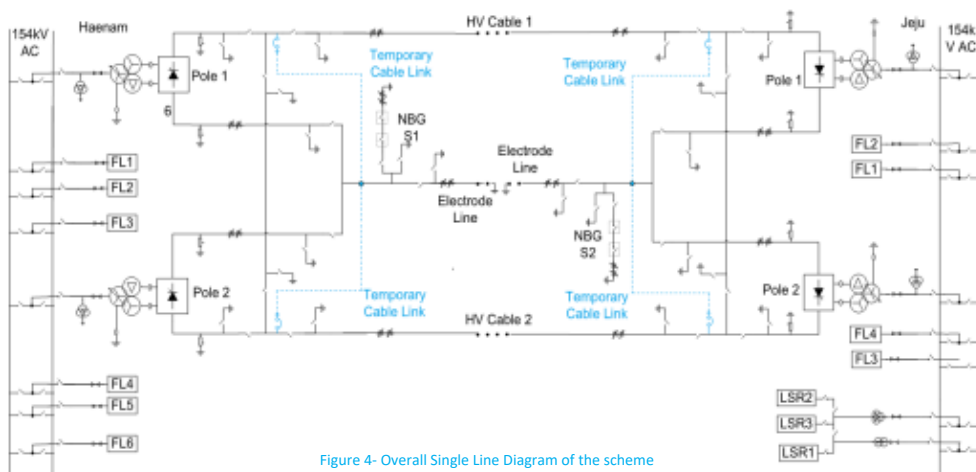 HV Cable 1
154kV
AC
Haenam
Jeju
154k
V AC
Temporary
Cable Link
Temporary
Cable Link
Pole 1
Pole 1
6
NBG
S1
FL1
FL2
FL3
Electrode
Line
Electrode
Line
FL2
FL1
NBG
S2
Pole 2
Pole 2
Temporary
Cable Link
Temporary
Cable Link
HV Cable 2
FL4
FL3
FL4
FL5
FL6
LSR2
LSR3
LSR1
Figure 4- Overall Single Line Diagram of the scheme